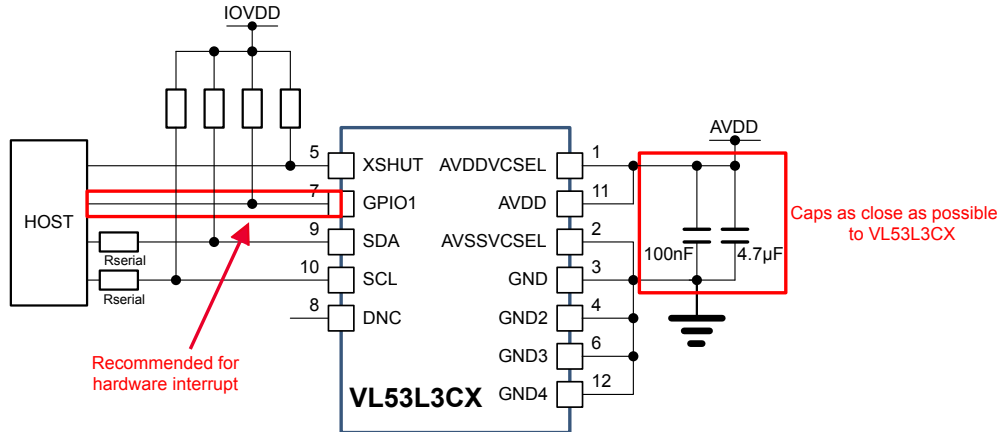 IOVDD
AVDD
HOST
5
XSHUT
AVDDVCSEL
1
7
GPIO1
AVDD
11
9
SDA
AVSSVCSEL
2
10
SCL
GND
3
8
DNC
GND2
4
GND3
6
GND4
12
Rserial
Rserial
100nF
4.7µF
Caps as close as possible
to VL53L3CX
Recommended for
hardware interrupt
VL53L3CX